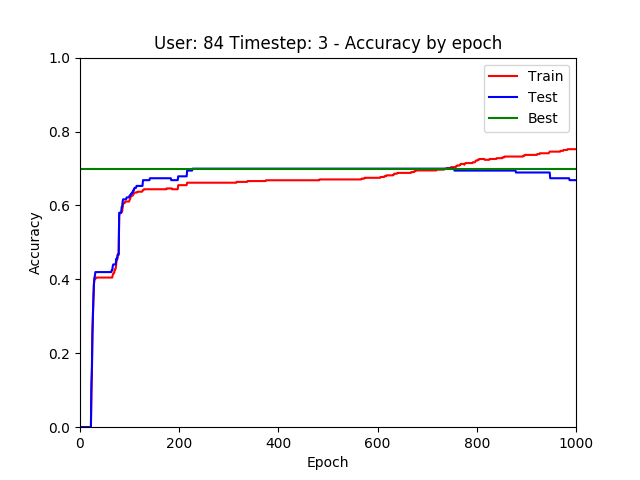 User: 84 Timestep: 3 - Accuracy by epoch
1.0
0.8
0.6
0.4
0.2
0.0
Accuracy
Train
Test
Best
0 200 400 600 800 1000
Epoch